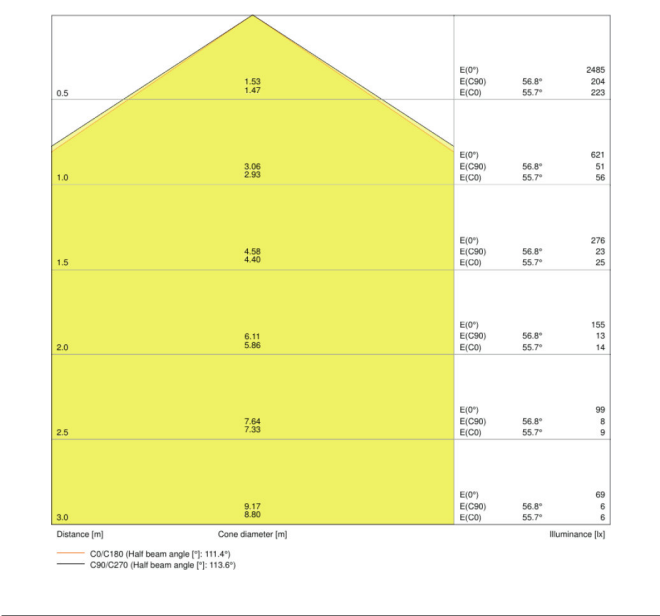 E(0°) 2485
1.53 E(C90) 56.8° 204
0.5 1.47 E(C0) 55.7° 223
E(0°) 621
3.06 E(C90) 56.8° 51
1.0 2.93 E(C0) 55.7° 56
E(0°) 276
4.58 E(C90) 56.8° 23
1.5 4.40 E(C0) 55.7° 25
E(0°) 155
6.11 E(C90) 56.8° 13
2.0 5.86 E(C0) 55.7° 14
E(0°) 99
7.64 E(C90) 56.8° 8
2.5 7.33 E(C0) 55.7° 9
E(0°) 69
9.17 E(C90) 56.8° 6
3.0 8.80 E(C0) 55.7° 6
Distance [m] Cone diameter [m] Illuminance [lx]
C0/C180 (Half beam angle [°]: 111.4°)
C90/C270 (Half beam angle [°]: 113.6°)